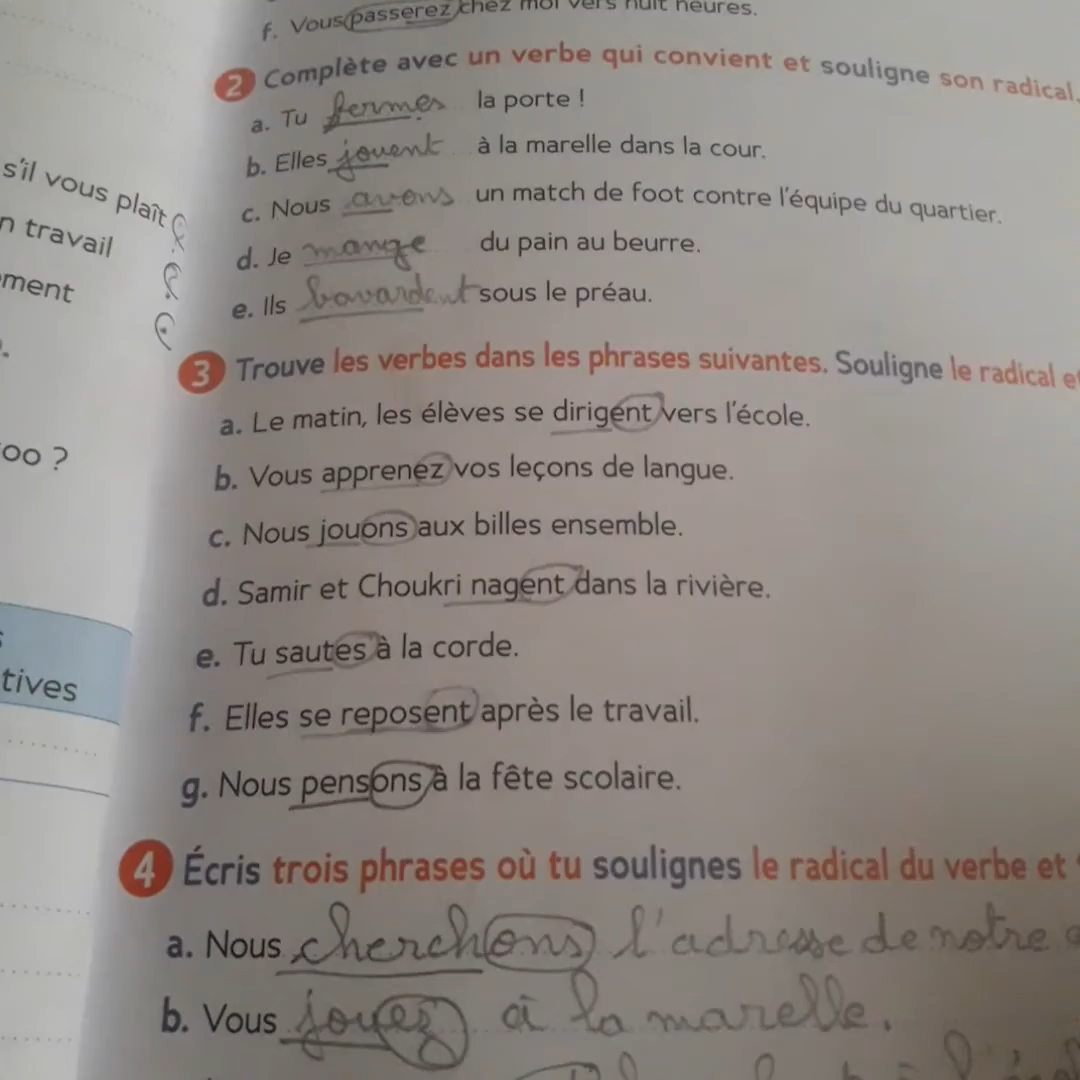 f. Vous passerez chez moi vers huit heures.
2 Complète avec un verbe qui convient et souligne son radical.
a. Tu fermes la porte !
b. Elles jouent à la marelle dans la cour.
c. Nous avons un match de foot contre l'équipe du quartier.
d. Je mange du pain au beurre.
e. Ils bavardent sous le préau.
s'il vous plaît
n travail
ment
oo ?
tives
3 Trouve les verbes dans les phrases suivantes. Souligne le radical et
a. Le matin, les élèves se dirigent vers l'école.
b. Vous apprenez vos leçons de langue.
c. Nous jouons aux billes ensemble.
d. Samir et Choukri nagent dans la rivière.
e. Tu sautes à la corde.
f. Elles se reposent après le travail.
g. Nous pensons à la fête scolaire.
4 Écris trois phrases où tu soulignes le radical du verbe et
a. Nous cherchons l'adresse de notre
b. Vous jouez à la marelle.